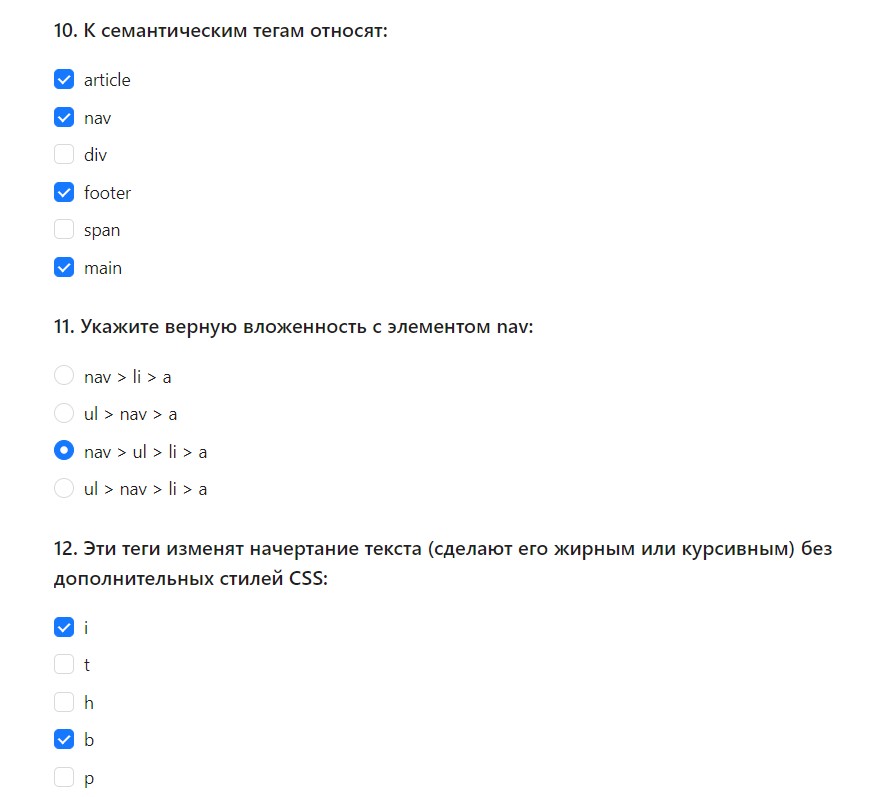 10. К семантическим тегам относят:
article
nav
div
footer
span
main
11. Укажите верную вложенность с элементом nav:
nav > li > a
ul > nav > a
nav > ul > li > a
ul > nav > li > a
12. Эти теги изменят начертание текста (сделают его жирным или курсивным) без
дополнительных стилей CSS:
i
t
h
b
p